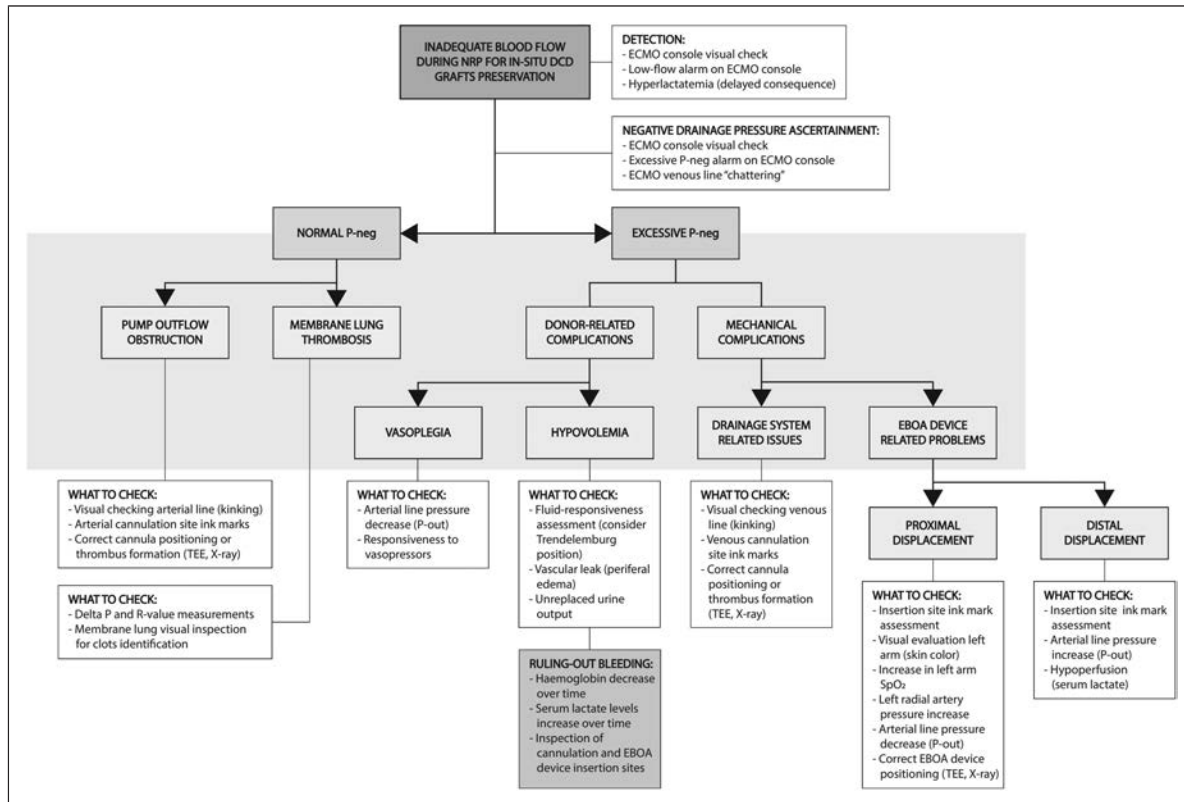 INADEQUATE BLOOD FLOW
DURING NRP FOR IN-SITU DCD
GRAFTS PRESERVATION
DETECTION:
- ECMO console visual check
- Low-flow alarm on ECMO console
- Hyperlactatemia (delayed consequence)
NEGATIVE DRAINAGE PRESSURE ASCERTAINMENT:
- ECMO console visual check
- Excessive P-neg alarm on ECMO console
- ECMO venous line “chattering”
NORMAL P-neg
EXCESSIVE P-neg
PUMP OUTFLOW
OBSTRUCTION
MEMBRANE LUNG
THROMBOSIS
DONOR-RELATED
COMPLICATIONS
MECHANICAL
COMPLICATIONS
VASOPLEGIA
HYPOVOLEMIA
DRAINAGE SYSTEM
RELATED ISSUES
EBOA DEVICE
RELATED PROBLEMS
WHAT TO CHECK:
- Visual checking arterial line (kinking)
- Arterial cannulation site ink marks
- Correct cannula positioning or
thrombus formation (TEE, X-ray)
WHAT TO CHECK:
- Delta P and R-value measurements
- Membrane lung visual inspection
for clots identification
WHAT TO CHECK:
- Arterial line pressure
decrease (P-out)
- Responsiveness to
vasopressors
WHAT TO CHECK:
- Fluid-responsiveness
assessment (consider
Trendelemburg
position)
- Vascular leak (periferal
edema)
- Unreplaced urine
output
RULING-OUT BLEEDING:
- Haemoglobin decrease
over time
- Serum lactate levels
increase over time
- Inspection of
cannulation and EBOA
device insertion sites
WHAT TO CHECK:
- Visual checking venous
line (kinking)
- Venous cannulation
site ink marks
- Correct cannula
positioning or
thrombus formation
(TEE, X-ray)
PROXIMAL
DISPLACEMENT
DISTAL
DISPLACEMENT
WHAT TO CHECK:
- Insertion site ink mark
assessment
- Visual evaluation left
arm (skin color)
- Increase in left arm
SpO₂
- Left radial artery
pressure increase
- Arterial line pressure
decrease (P-out)
- Correct EBOA device
positioning (TEE, X-ray)
WHAT TO CHECK:
- Insertion site ink mark
assessment
- Arterial line pressure
increase (P-out)
- Hypoperfusion
(serum lactate)